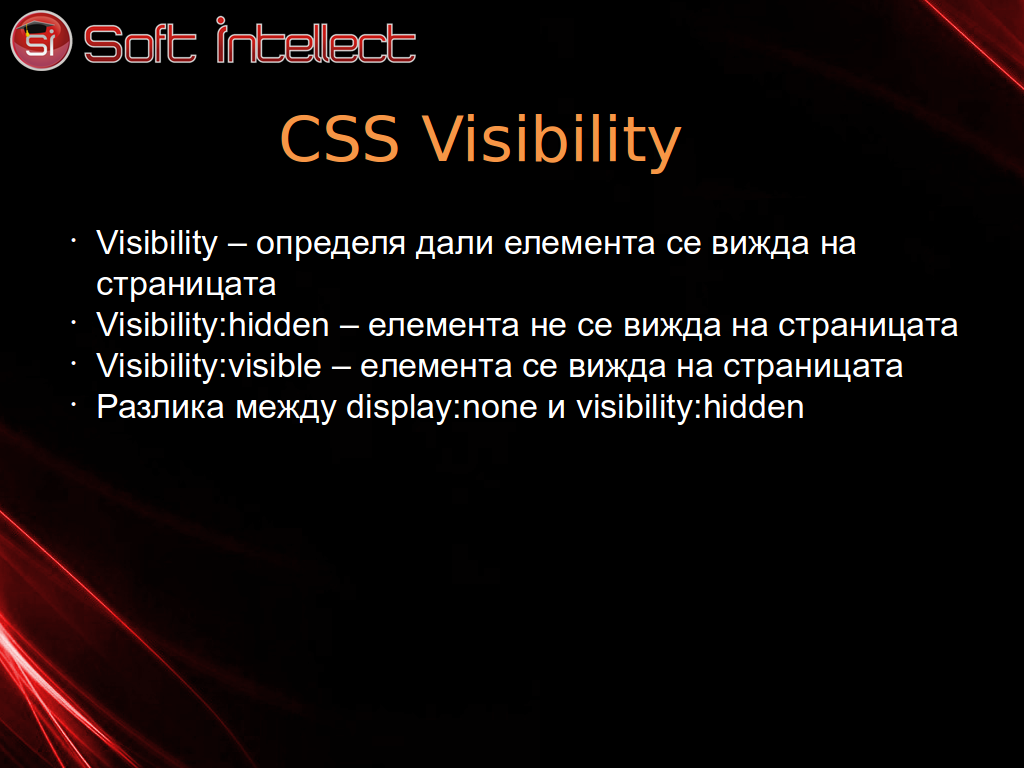 Si Soft Intellect
CSS Visibility
· Visibility – определя дали елемента се вижда на
страницата
· Visibility:hidden – елемента не се вижда на страницата
· Visibility:visible – елемента се вижда на страницата
· Разлика между display:none и visibility:hidden